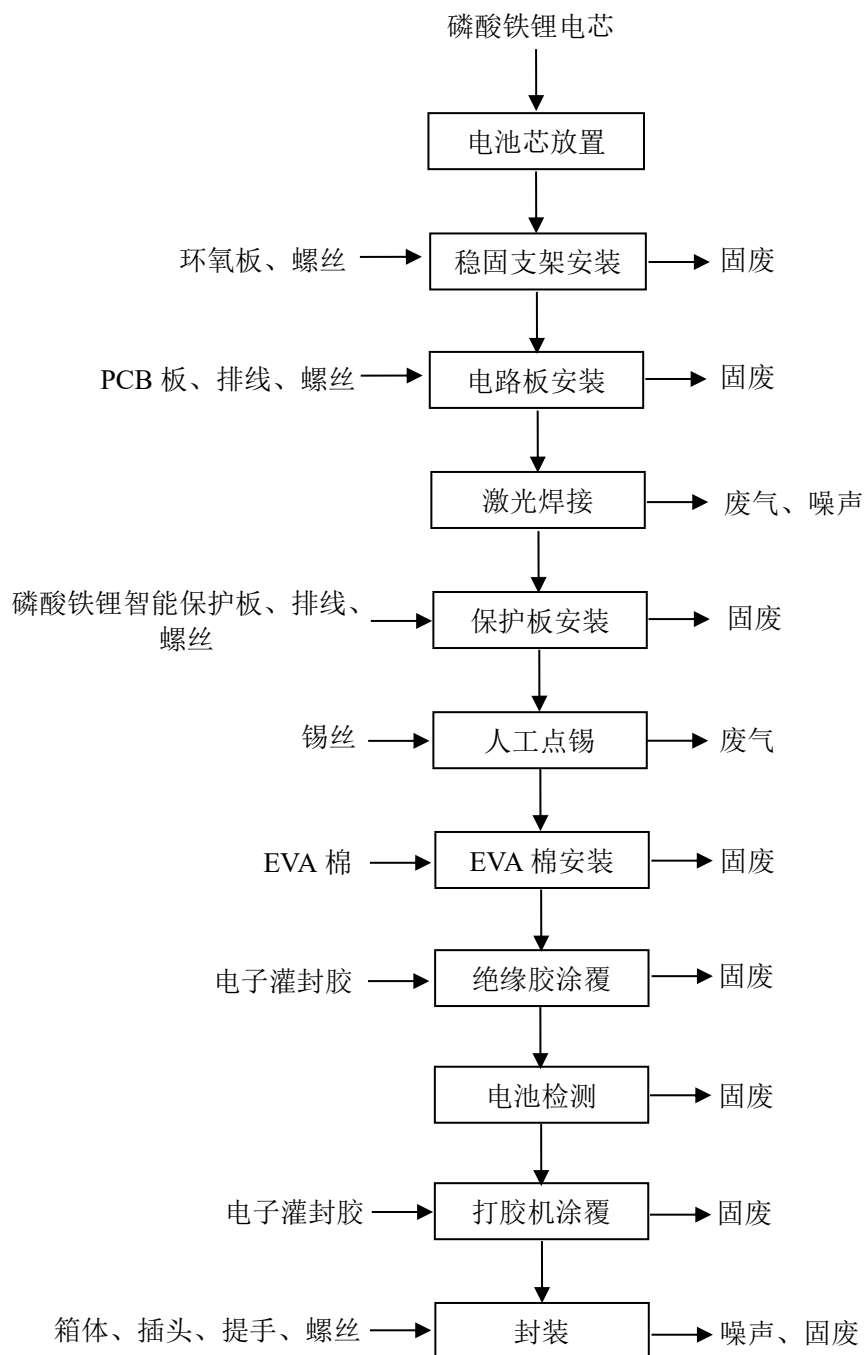 磷酸铁锂电芯
电池芯放置
环氧板、螺丝
稳固支架安装
固废
PCB 板、排线、螺丝
电路板安装
固废
激光焊接
废气、噪声
磷酸铁锂智能保护板、排线、
螺丝
保护板安装
固废
锡丝
人工点锡
废气
EVA 棉
EVA 棉安装
固废
电子灌封胶
绝缘胶涂覆
固废
电池检测
固废
电子灌封胶
打胶机涂覆
固废
箱体、插头、提手、螺丝
封装
噪声、固废